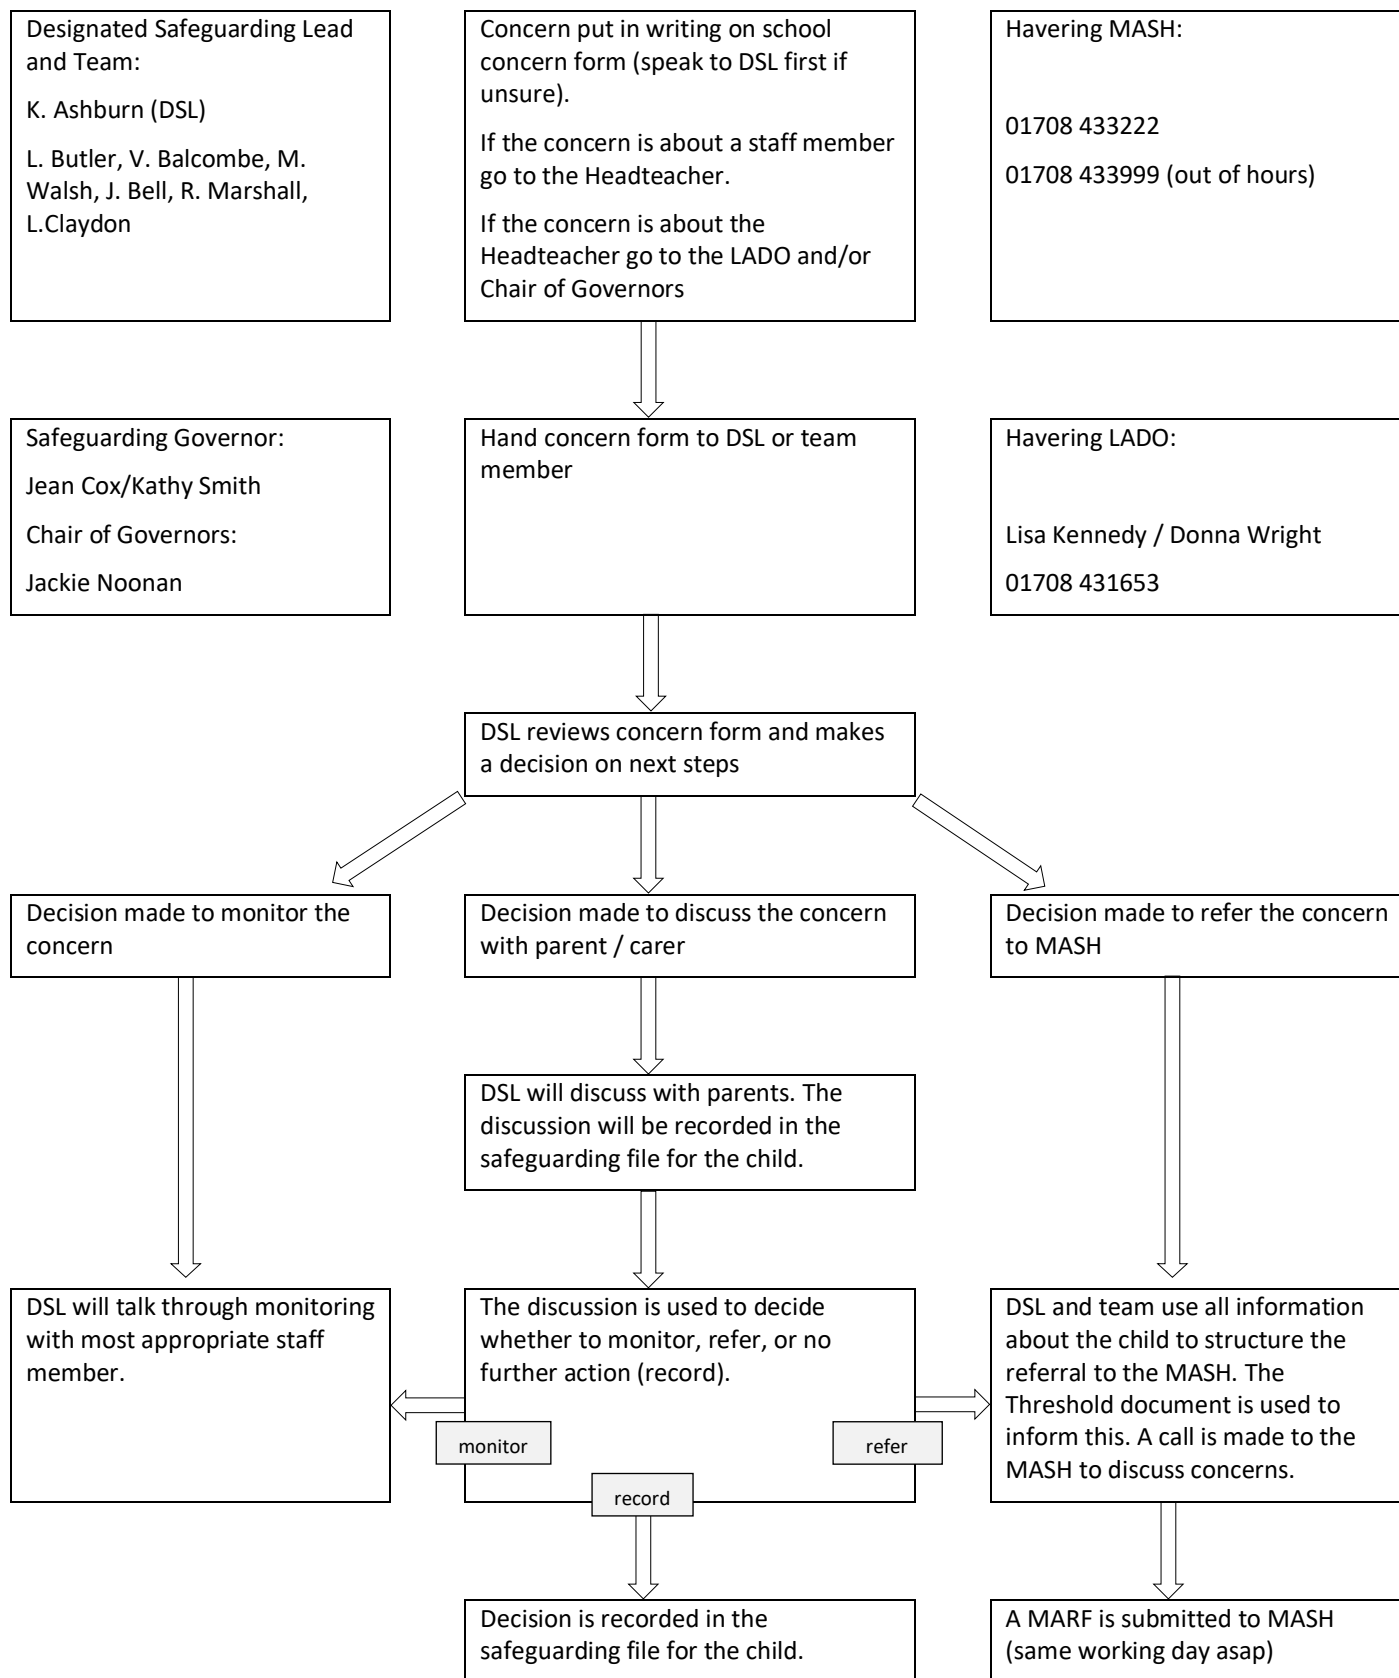 Designated Safeguarding Lead
and Team:
K. Ashburn (DSL)
L. Butler, V. Balcombe, M.
Walsh, J. Bell, R. Marshall,
L.Claydon
Concern put in writing on school
concern form (speak to DSL first if
unsure).
If the concern is about a staff member
go to the Headteacher.
If the concern is about the
Headteacher go to the LADO and/or
Chair of Governors
Havering MASH:
01708 433222
01708 433999 (out of hours)
Safeguarding Governor:
Jean Cox/Kathy Smith
Chair of Governors:
Jackie Noonan
Hand concern form to DSL or team
member
Havering LADO:
Lisa Kennedy / Donna Wright
01708 431653
DSL reviews concern form and makes
a decision on next steps
Decision made to monitor the
concern
Decision made to discuss the concern
with parent / carer
Decision made to refer the concern
to MASH
DSL will discuss with parents. The
discussion will be recorded in the
safeguarding file for the child.
DSL will talk through monitoring
with most appropriate staff
member.
The discussion is used to decide
whether to monitor, refer, or no
further action (record).
monitor
refer
record
DSL and team use all information
about the child to structure the
referral to the MASH. The
Threshold document is used to
inform this. A call is made to the
MASH to discuss concerns.
Decision is recorded in the
safeguarding file for the child.
A MARF is submitted to MASH
(same working day asap)